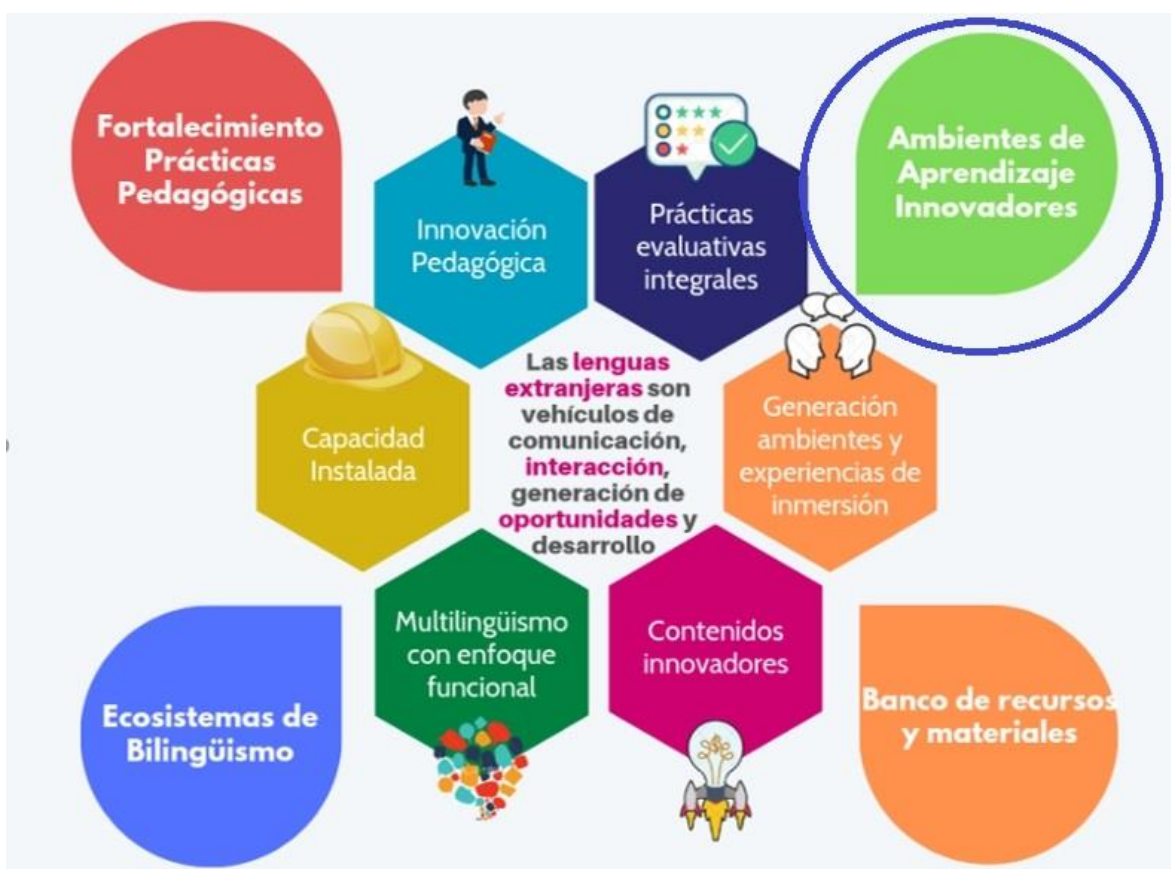 Fortalecimiento
Prácticas
Pedagógicas
Innovación
Pedagógica
Prácticas
evaluativas
integrales
Ambientes de
Aprendizaje
Innovadores
Capacidad
Instalada
Las lenguas
extranjeras son
vehículos de
comunicación,
interacción,
generación de
oportunidades y
desarrollo
Generación
ambientes y
experiencias de
inmersión
Multilingüismo
con enfoque
funcional
Contenidos
innovadores
Ecosistemas de
Bilingüismo
Banco de recursos
y materiales